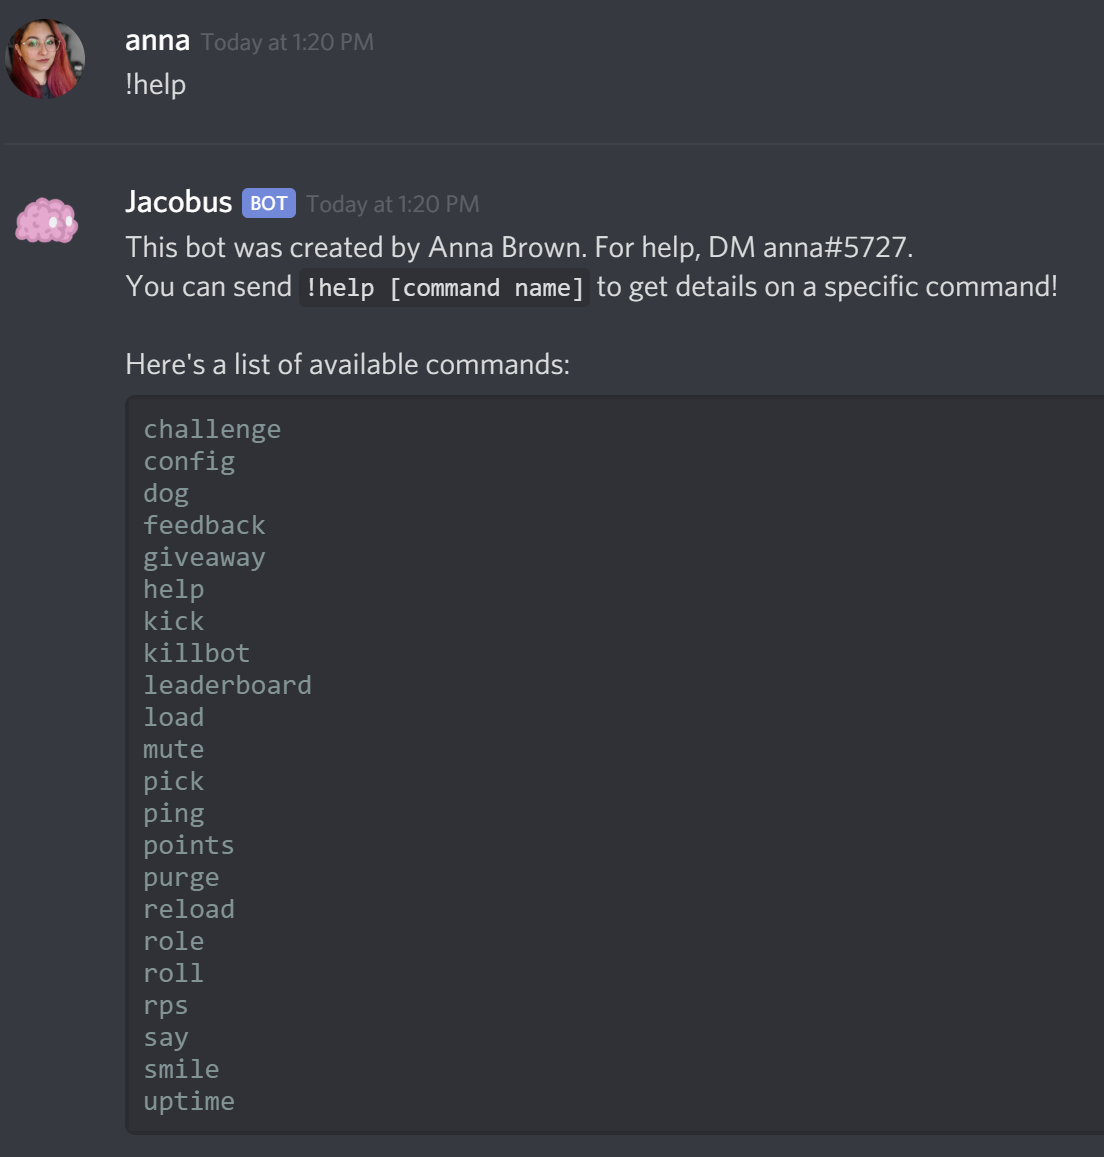 anna Today at 1:20 PM
!help
Jacobus BOT Today at 1:20 PM
This bot was created by Anna Brown. For help, DM anna#5727.
You can send !help [command name] to get details on a specific command!
Here's a list of available commands:
challenge
config
dog
feedback
giveaway
help
kick
killbot
leaderboard
load
mute
pick
ping
points
purge
reload
role
roll
rps
say
smile
uptime